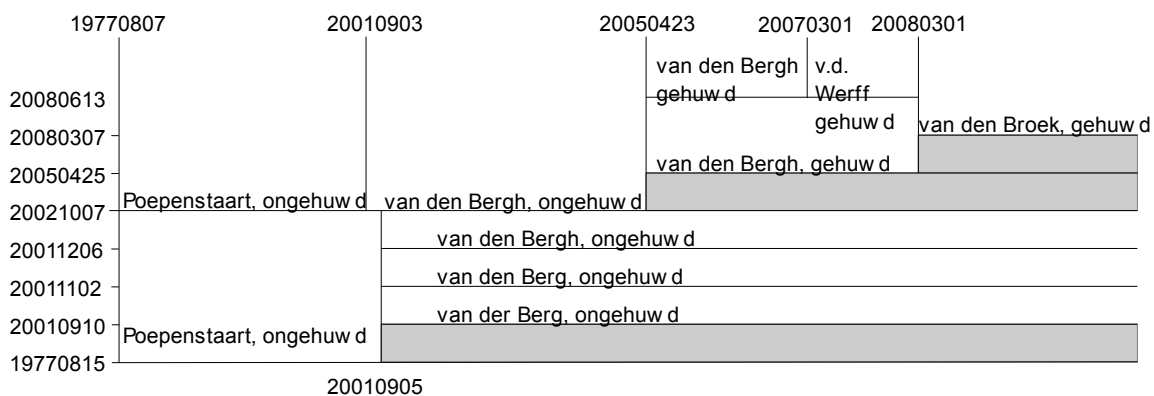 19770807 20010903 20050423 20070301 20080301
van den Bergh v.d.
20080613 gehuwd Werff
gehuwd van den Broek, gehuwd
20080307
van den Bergh, gehuwd
20050425
Poepenstaart, ongehuwd van den Bergh, ongehuwd
20021007
van den Bergh, ongehuwd
20011206
van den Berg, ongehuwd
20011102
van der Berg, ongehuwd
20010910
Poepenstaart, ongehuwd
19770815
20010905